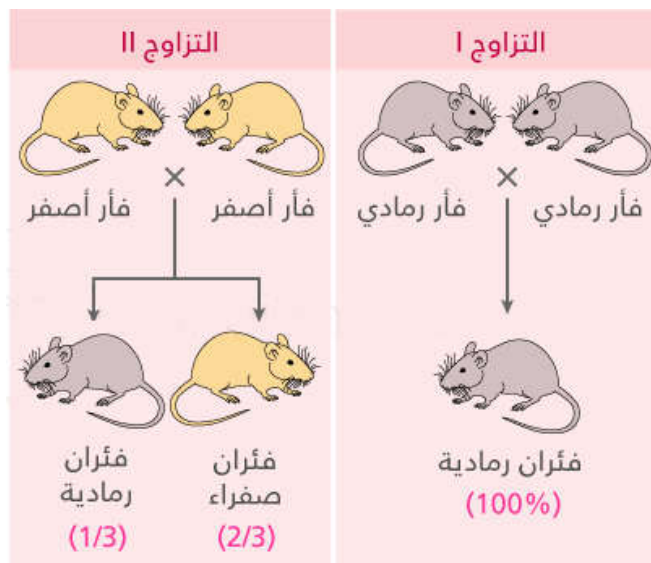 التزاوج I
فأر رمادي × فأر رمادي
فئران رمادية
(100%)
التزاوج II
فأر أصفر × فأر أصفر
فئران
صفراء
(2/3)
فئران
رمادية
(1/3)